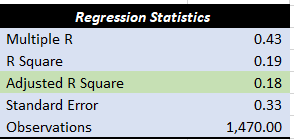 Regression Statistics
Multiple R 0.43
R Square 0.19
Adjusted R Square 0.18
Standard Error 0.33
Observations 1,470.00